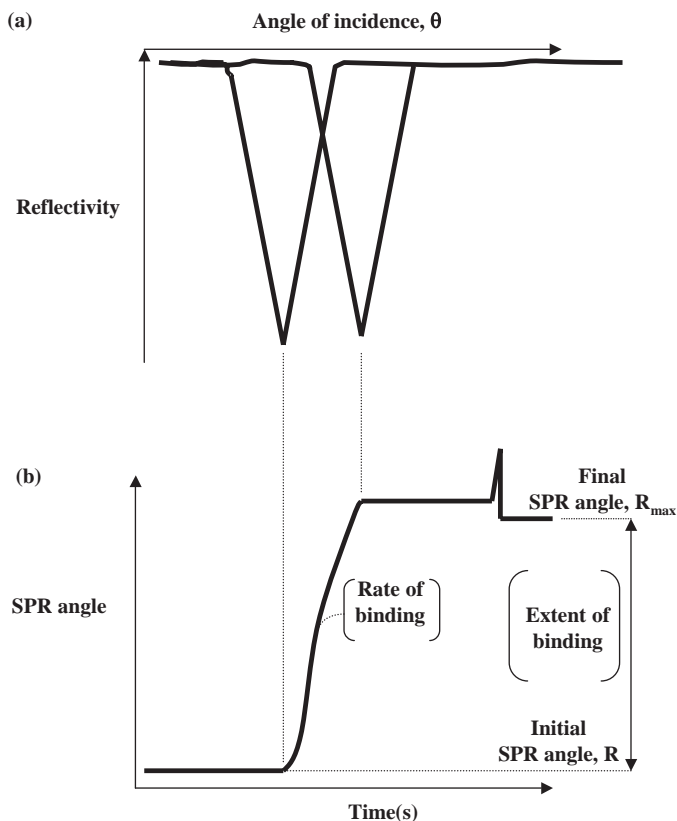 (a)
Angle of incidence, θ
Reflectivity
(b)
Final
SPR angle, Rmax
SPR angle
Rate of
binding
Extent of
binding
Initial
SPR angle, R
Time(s)